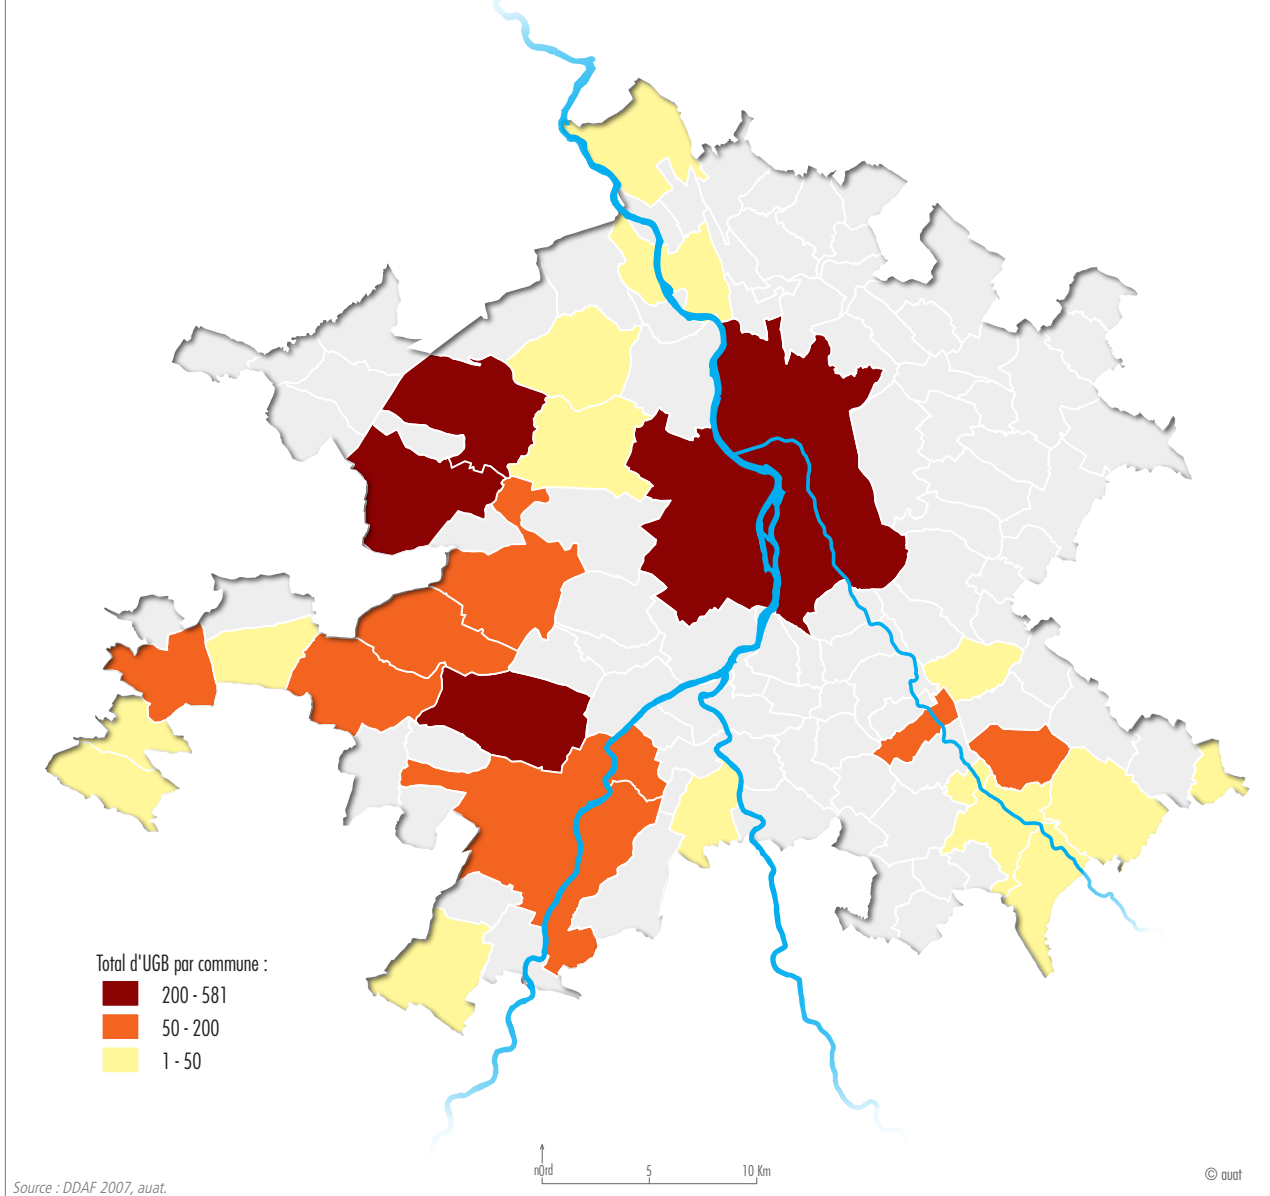 Total d'UGB par commune :
200 - 581
50 - 200
1 - 50
nord 0 5 10 Km
© auat
Source : DDAF 2007, auat.